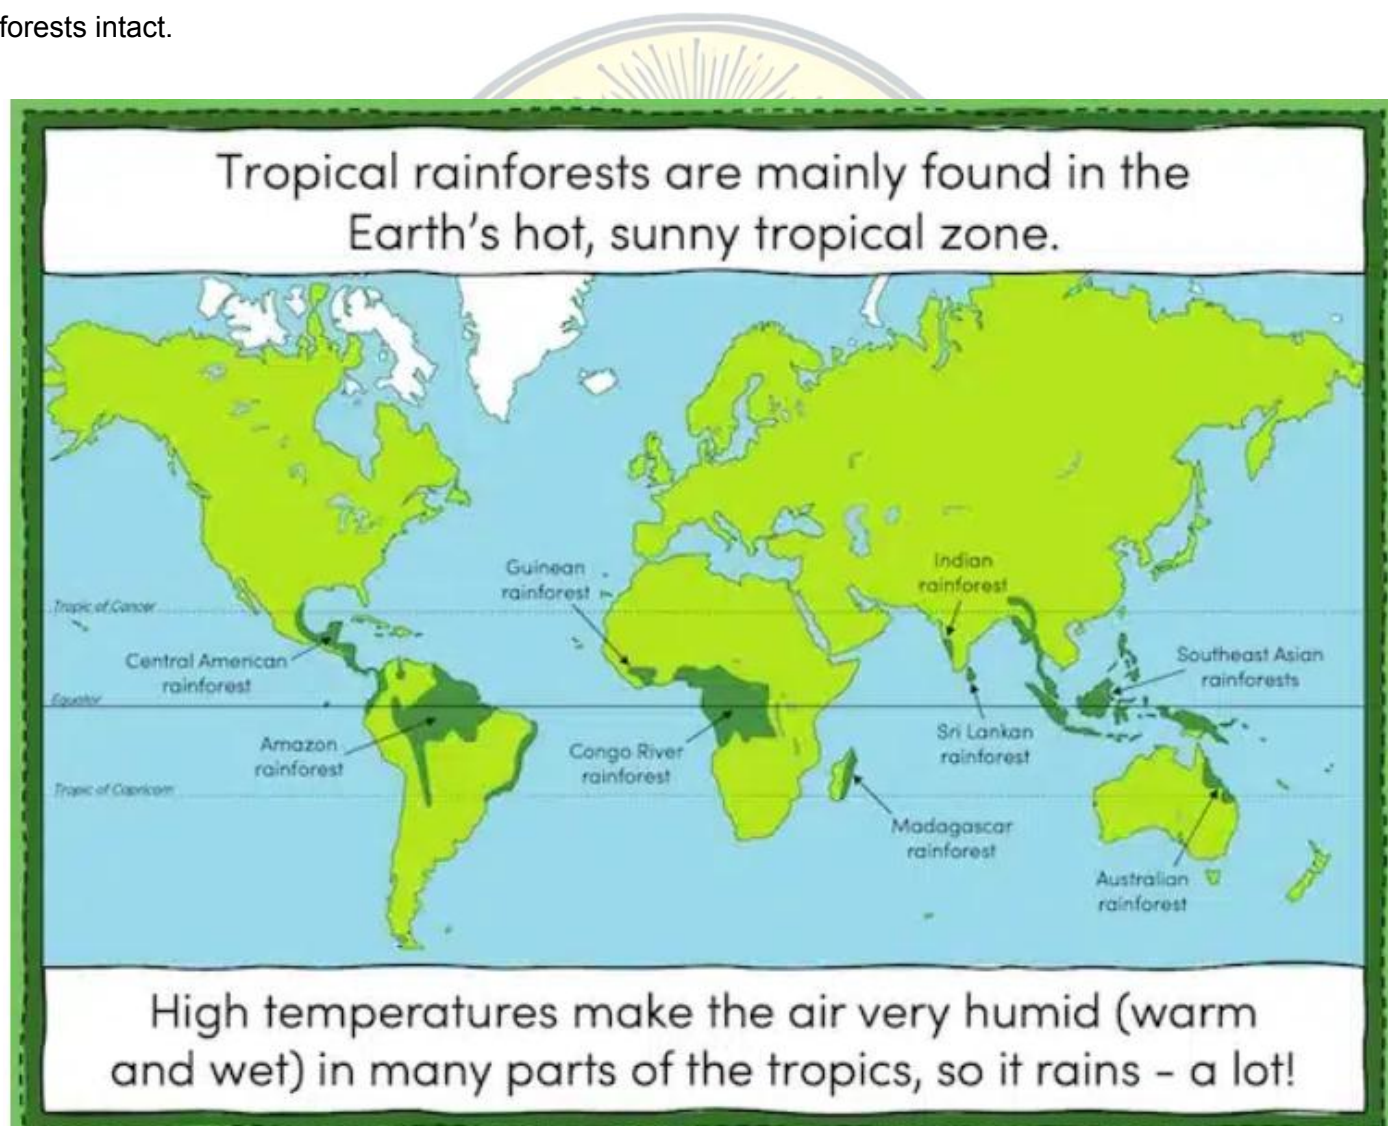 forests intact.
Tropical rainforests are mainly found in the
Earth's hot, sunny tropical zone.
Guinean
rainforest
Indian
rainforest
Tropic of Cancer
Central American
rainforest
Southeast Asian
rainforests
Equator
Amazon
rainforest
Congo River
rainforest
Sri Lankan
rainforest
Tropic of Capricorn
Madagascar
rainforest
Australian
rainforest
High temperatures make the air very humid (warm
and wet) in many parts of the tropics, so it rains – a lot!